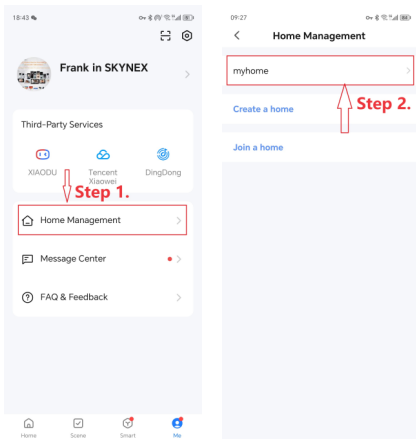 18:43
Frank in SKYNEX
Third-Party Services
XIAODU
Tencent
Xiaowei
DingDong
Step 1.
Home Management
Message Center
FAQ & Feedback
Home
Scene
Smart
Me
09:27
Home Management
myhome
Step 2.
Create a home
Join a home